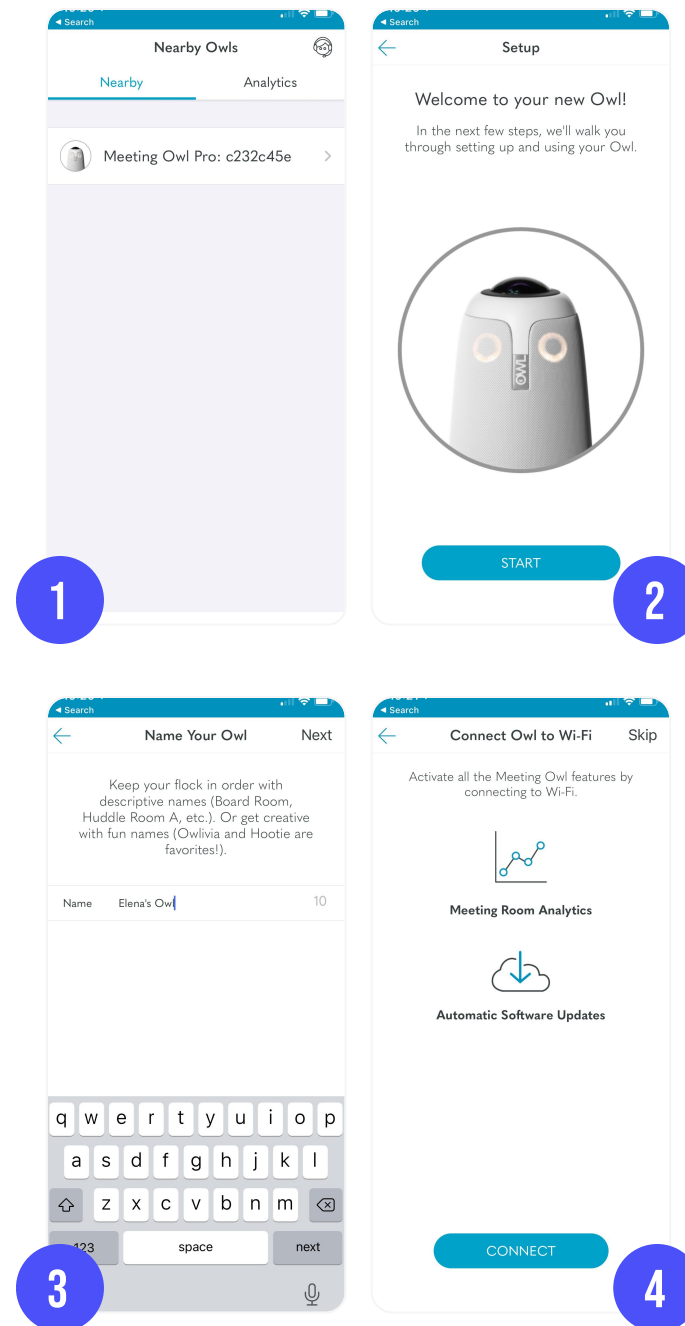 ◀ Search
Nearby Owls
Nearby
Analytics
Meeting Owl Pro: c232c45e
1
◀ Search
Setup
Welcome to your new Owl!
In the next few steps, we'll walk you
through setting up and using your Owl.
OWL
START
2
◀ Search
Name Your Owl
Next
Keep your flock in order with
descriptive names (Board Room,
Huddle Room A, etc.). Or get creative
with fun names (Owlivia and Hootie are
favorites!).
Name Elena's Owl 10
q w e r t y u i o p
a s d f g h j k l
z x c v b n m
123 space next
3
◀ Search
Connect Owl to Wi-Fi
Skip
Activate all the Meeting Owl features by
connecting to Wi-Fi.
Meeting Room Analytics
Automatic Software Updates
CONNECT
4